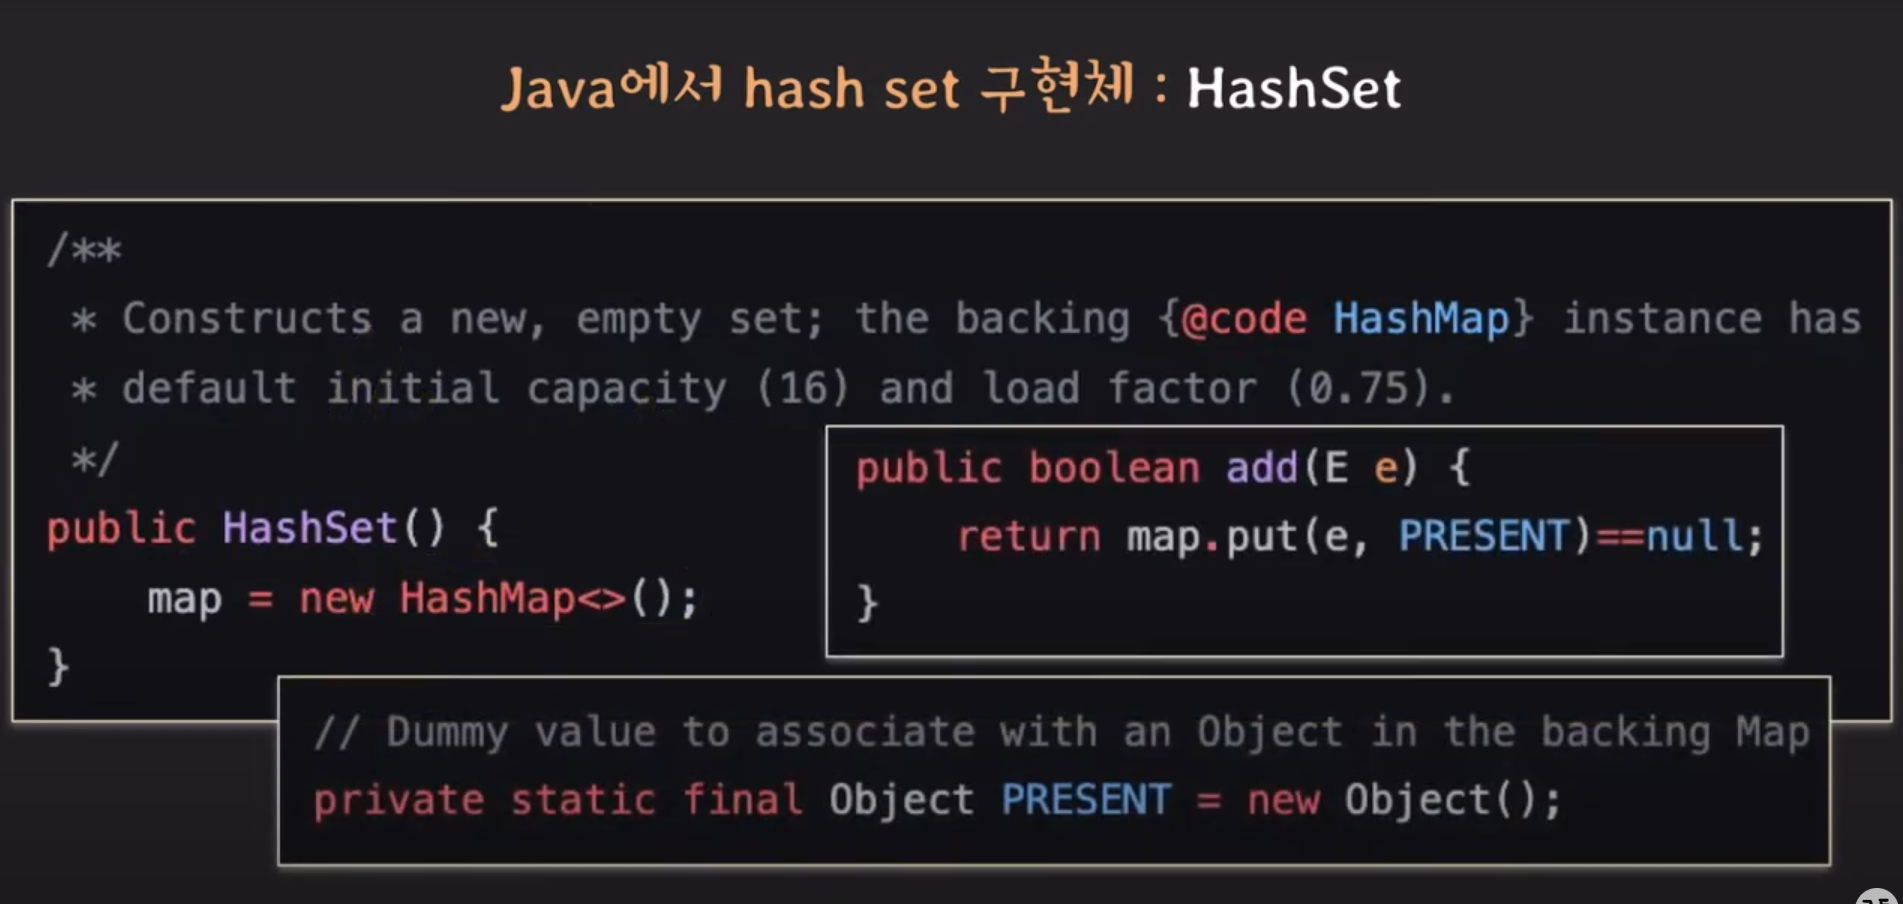 Java에서 hash set 구현체 : HashSet
/**
* Constructs a new, empty set; the backing {@code HashMap} instance has
* default initial capacity (16) and load factor (0.75).
*/
public HashSet() {
map = new HashMap<>();
}
public boolean add(E e) {
return map.put(e, PRESENT)==null;
}
// Dummy value to associate with an Object in the backing Map
private static final Object PRESENT = new Object();